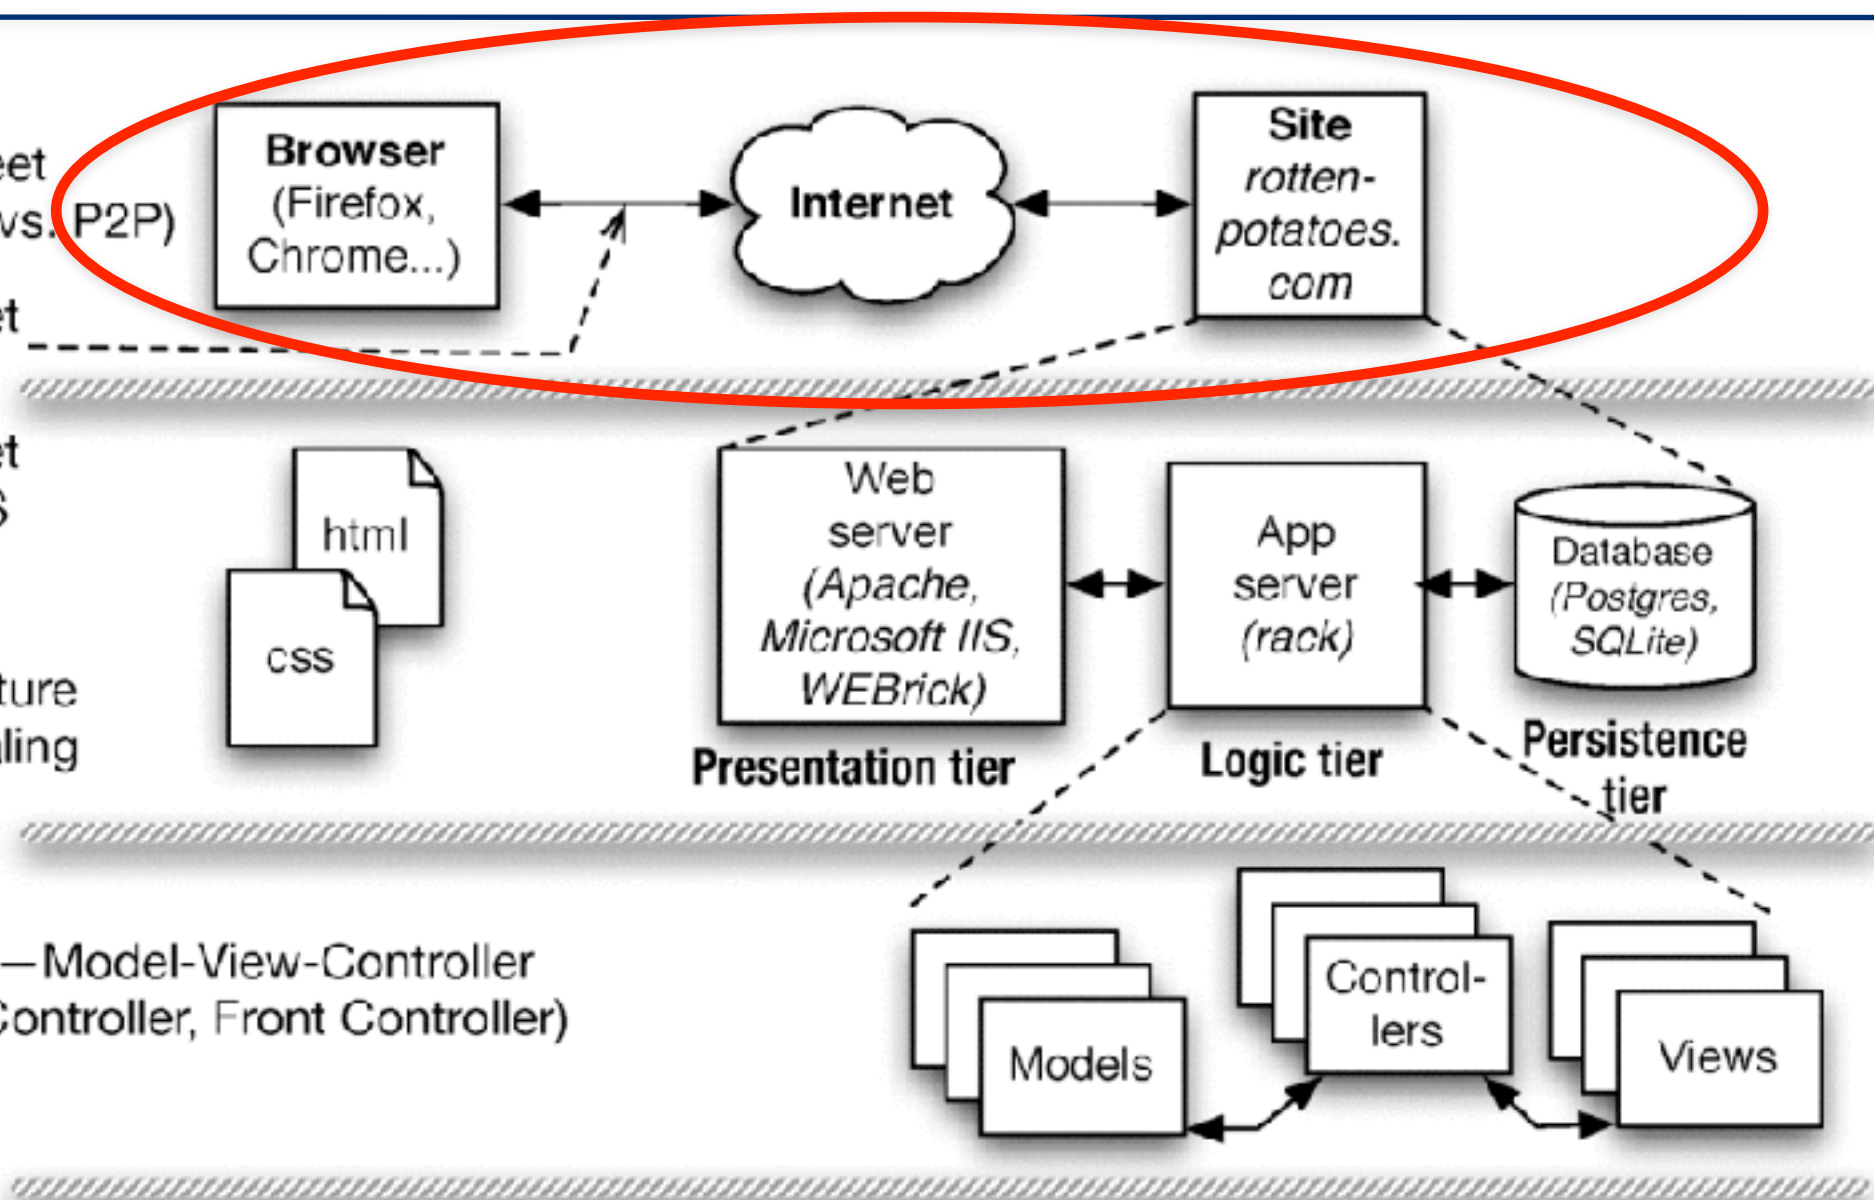 eet
vs. P2P)
et
Browser
(Firefox,
Chrome...)
Internet
Site
rotten-
potatoes.
com
et
S
ture
aling
html
css
Web
server
(Apache,
Microsoft IIS,
WEBrick)
Presentation tier
App
server
(rack)
Logic tier
Database
(Postgres,
SQLite)
Persistence
tier
—Model-View-Controller
Controller, Front Controller)
Models
Control-
lers
Views